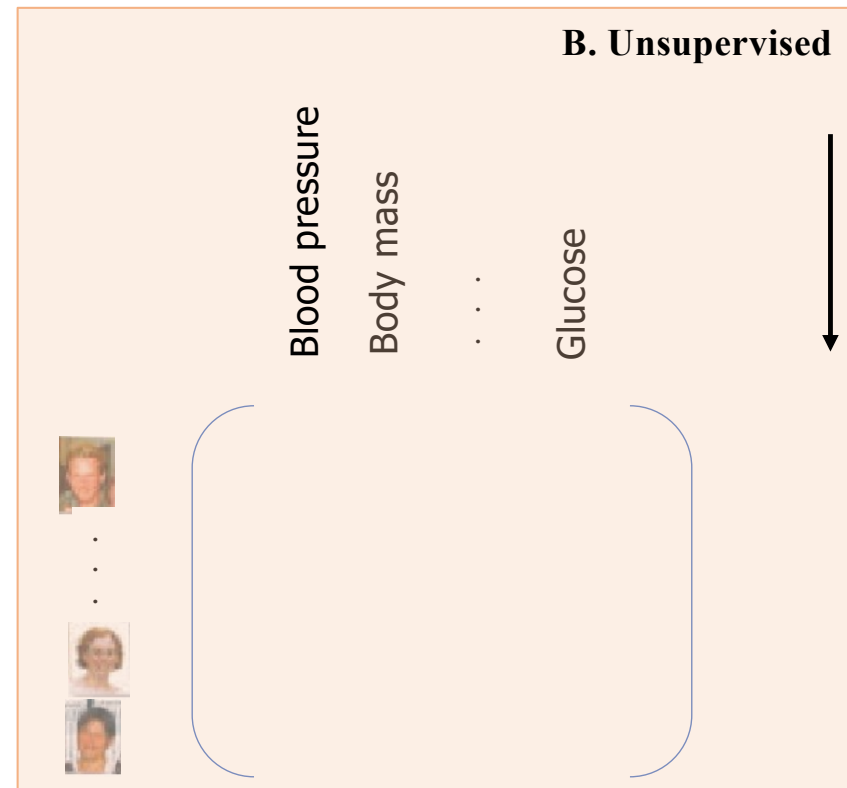 B. Unsupervised
Blood pressure
Body mass
. . .
Glucose
.
.
.